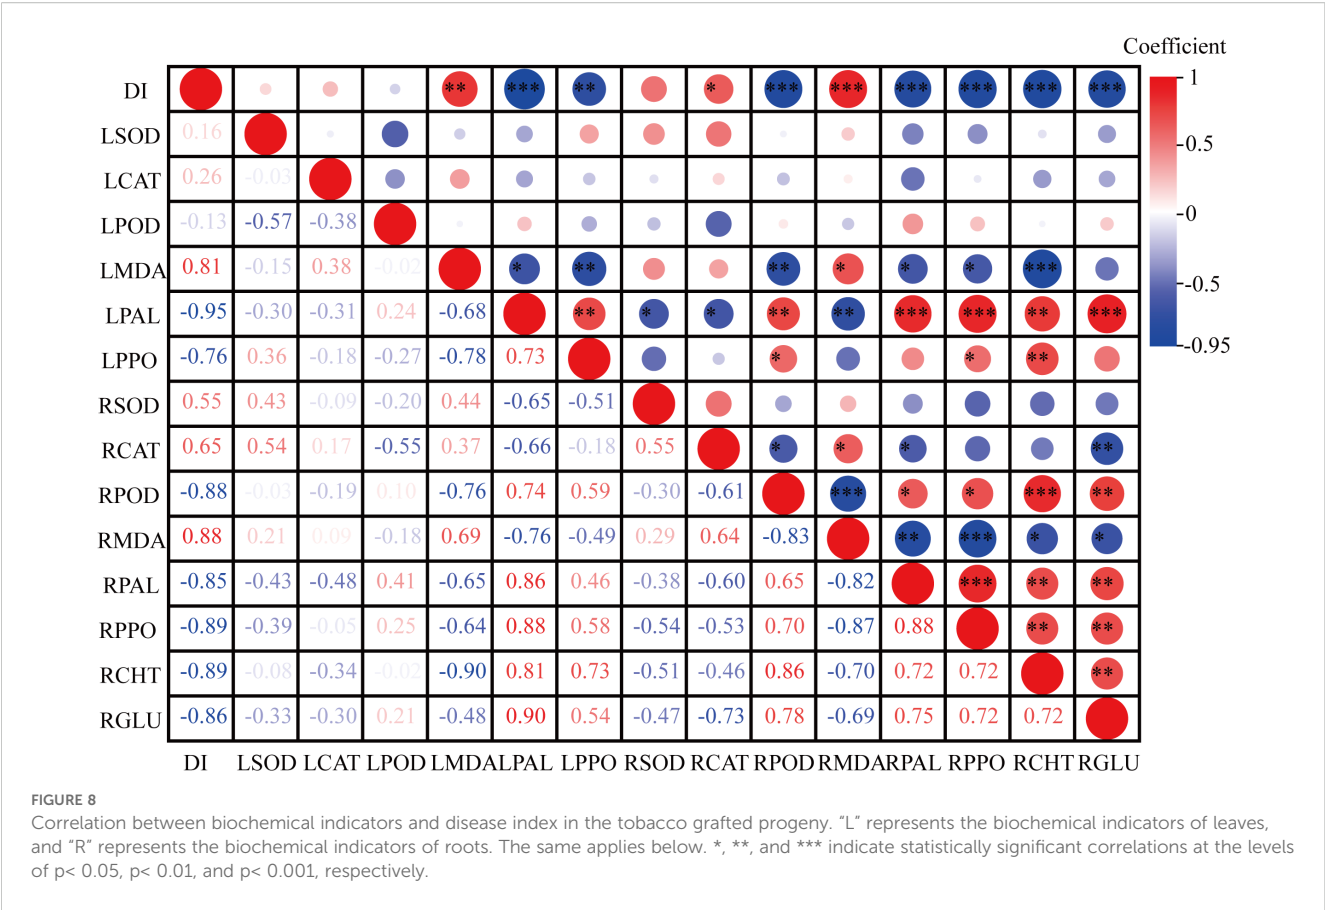 Coefficient
DI ** *** ** * *** *** *** *** *** ***
LSOD 0.16
LCAT 0.26 -0.03
LPOD -0.13 -0.57 -0.38
LMDA 0.81 -0.15 0.38 -0.02 * ** ** * * * ***
LPAL -0.95 -0.30 -0.31 0.24 -0.68 ** * * ** ** *** *** ** ***
LPPO -0.76 0.36 -0.18 -0.27 -0.78 0.73 * * **
RSOD 0.55 0.43 -0.09 -0.20 0.44 -0.65 -0.51
RCAT 0.65 0.54 0.17 -0.55 0.37 -0.66 -0.18 0.55 * * * **
RPOD -0.88 -0.03 -0.19 0.10 -0.76 0.74 0.59 -0.30 -0.61 *** * * *** **
RMDA 0.88 0.21 0.09 -0.18 0.69 -0.76 -0.49 0.29 0.64 -0.83 ** *** * *
RPAL -0.85 -0.43 -0.48 0.41 -0.65 0.86 0.46 -0.38 -0.60 0.65 -0.82 *** ** **
RPPO -0.89 -0.39 -0.05 0.25 -0.64 0.88 0.58 -0.54 -0.53 0.70 -0.87 0.88 ** **
RCHT -0.89 -0.08 -0.34 -0.02 -0.90 0.81 0.73 -0.51 -0.46 0.86 -0.70 0.72 0.72 **
RGLU -0.86 -0.33 -0.30 0.21 -0.48 0.90 0.54 -0.47 -0.73 0.78 -0.69 0.75 0.72 0.72
DI LSOD LCAT LPOD LMDA LPAL LPPO RSOD RCAT RPOD RMDA RPAL RPPO RCHT RGLU
1
0.5
0
-0.5
-0.95
FIGURE 8
Correlation between biochemical indicators and disease index in the tobacco grafted progeny. "L" represents the biochemical indicators of leaves,
and "R" represents the biochemical indicators of roots. The same applies below. *, **, and *** indicate statistically significant correlations at the levels
of p< 0.05, p< 0.01, and p< 0.001, respectively.